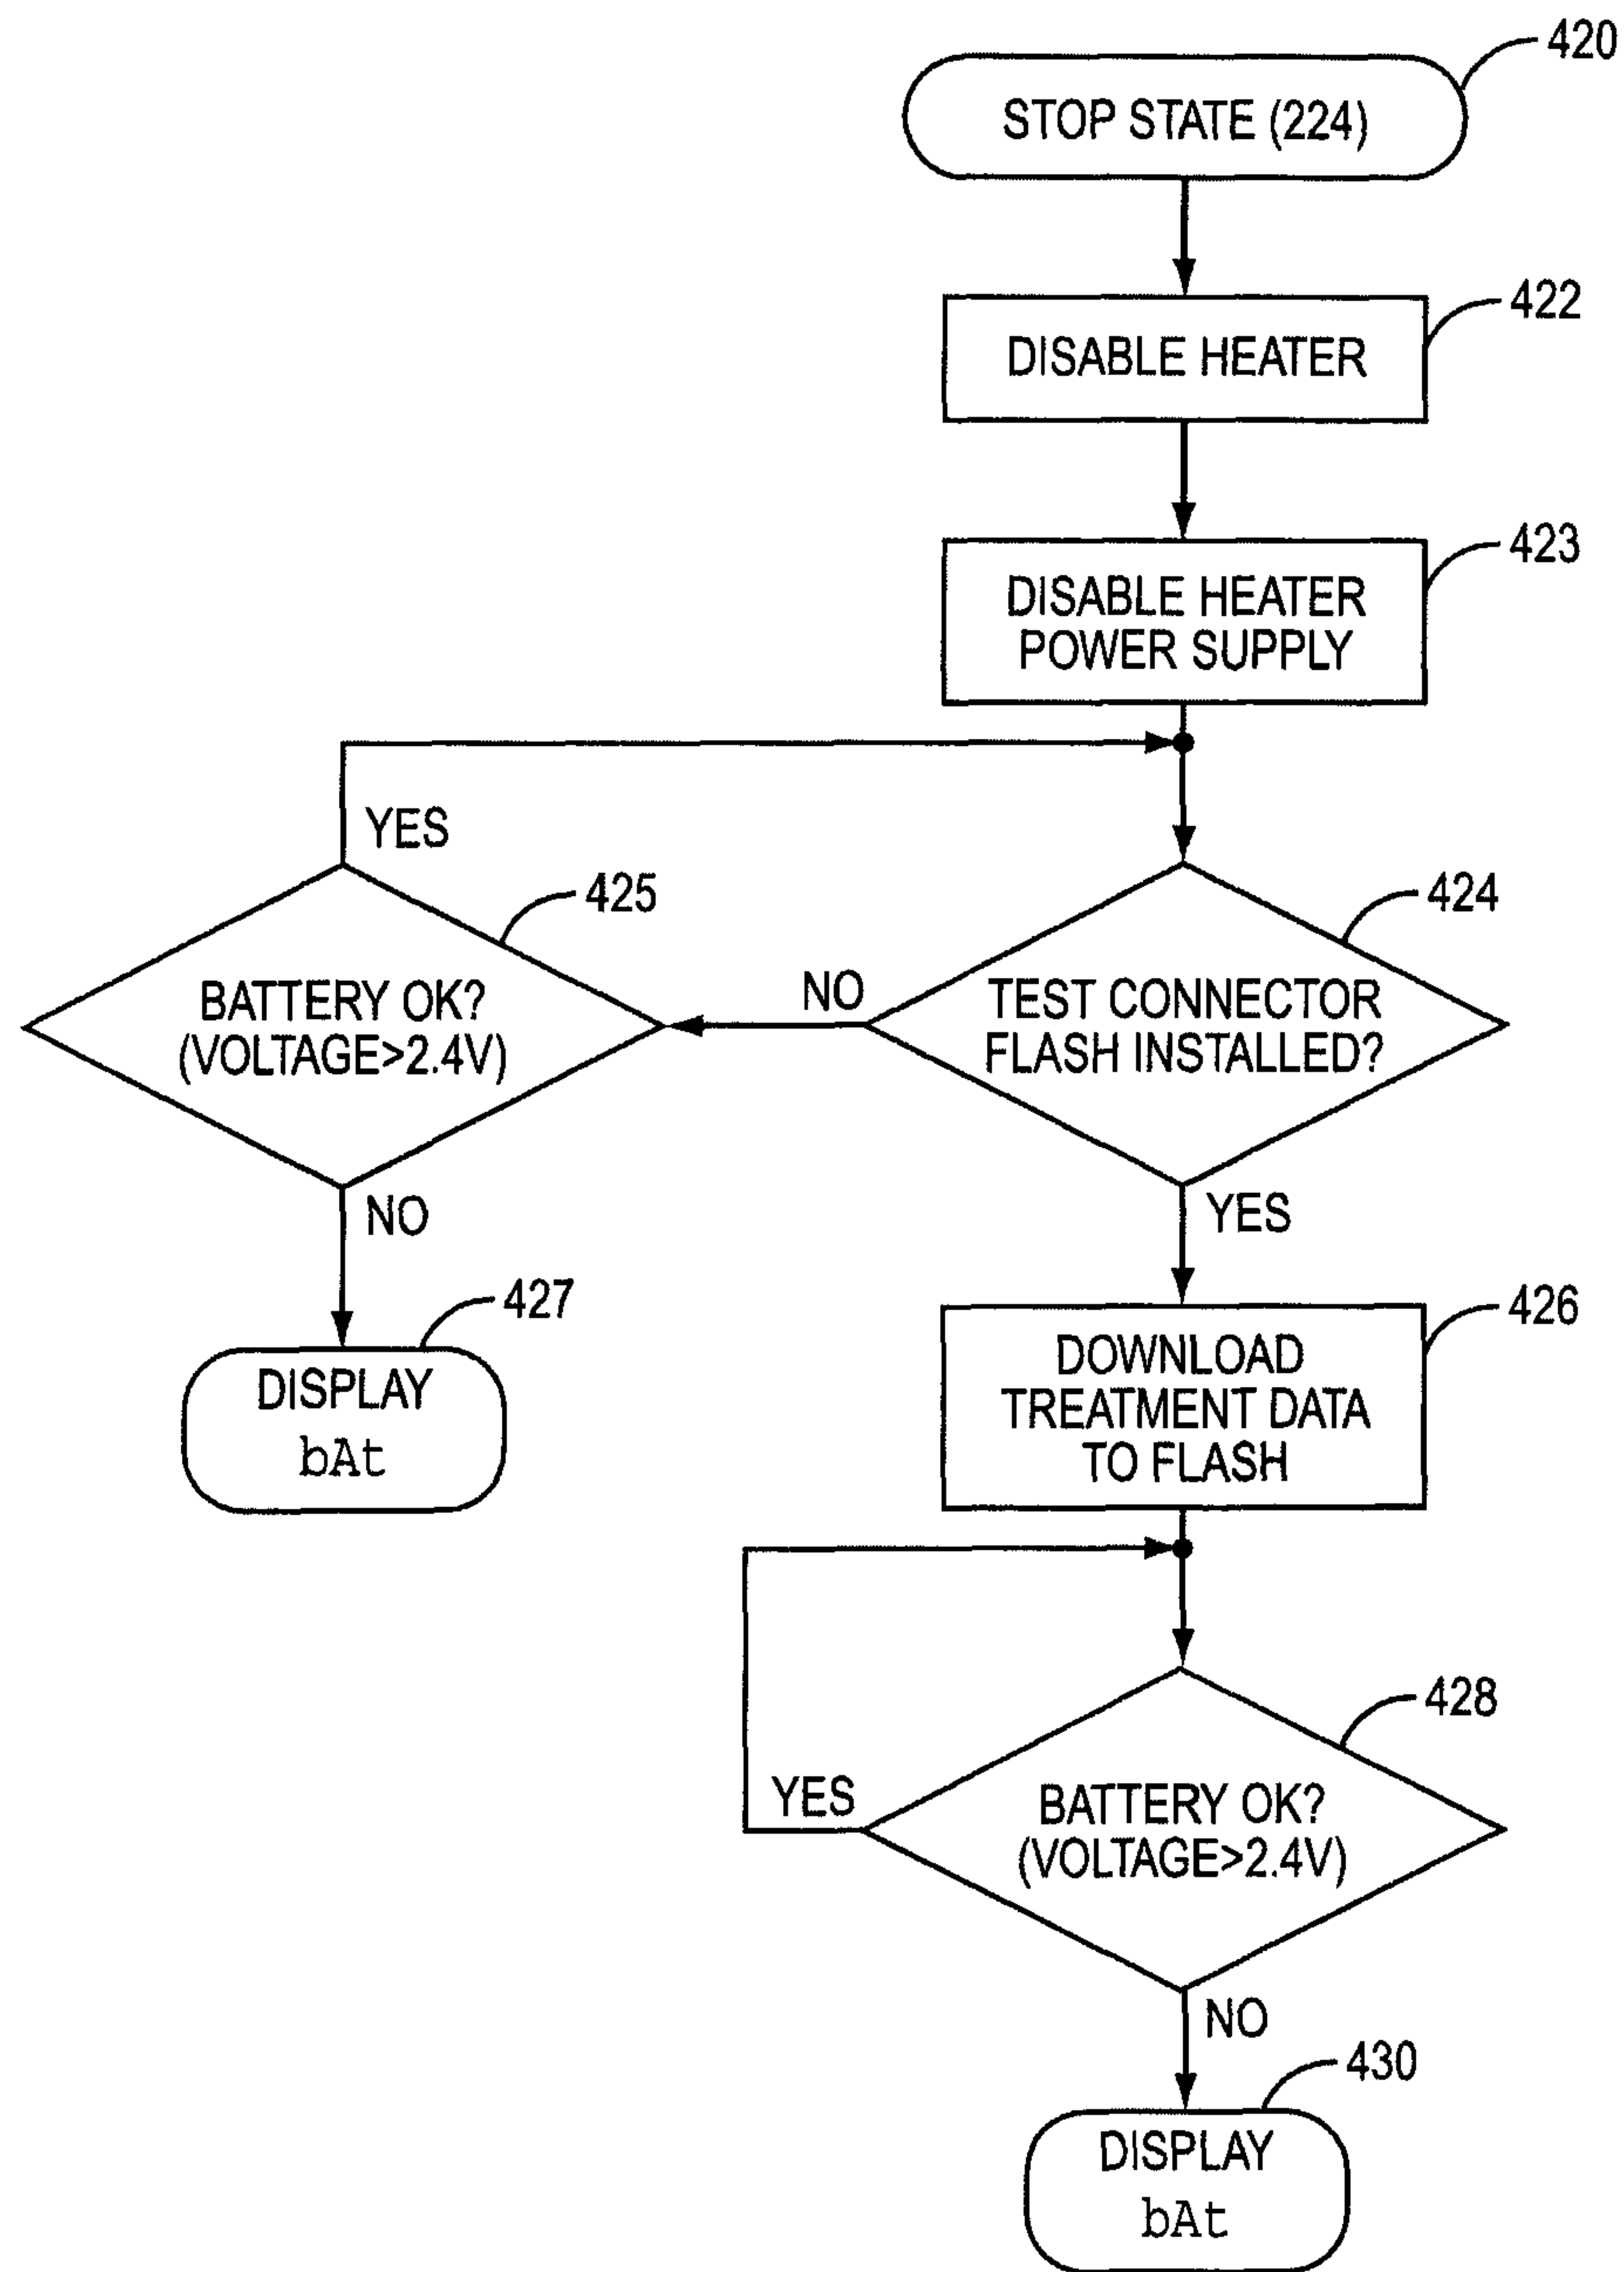 420
STOP STATE (224)
422
DISABLE HEATER
423
DISABLE HEATER
POWER SUPPLY
YES
425
424
BATTERY OK?
(VOLTAGE>2.4V)
NO
TEST CONNECTOR
FLASH INSTALLED?
NO
YES
427
DISPLAY
bAt
426
DOWNLOAD
TREATMENT DATA
TO FLASH
428
YES
BATTERY OK?
(VOLTAGE>2.4V)
NO
430
DISPLAY
bAt